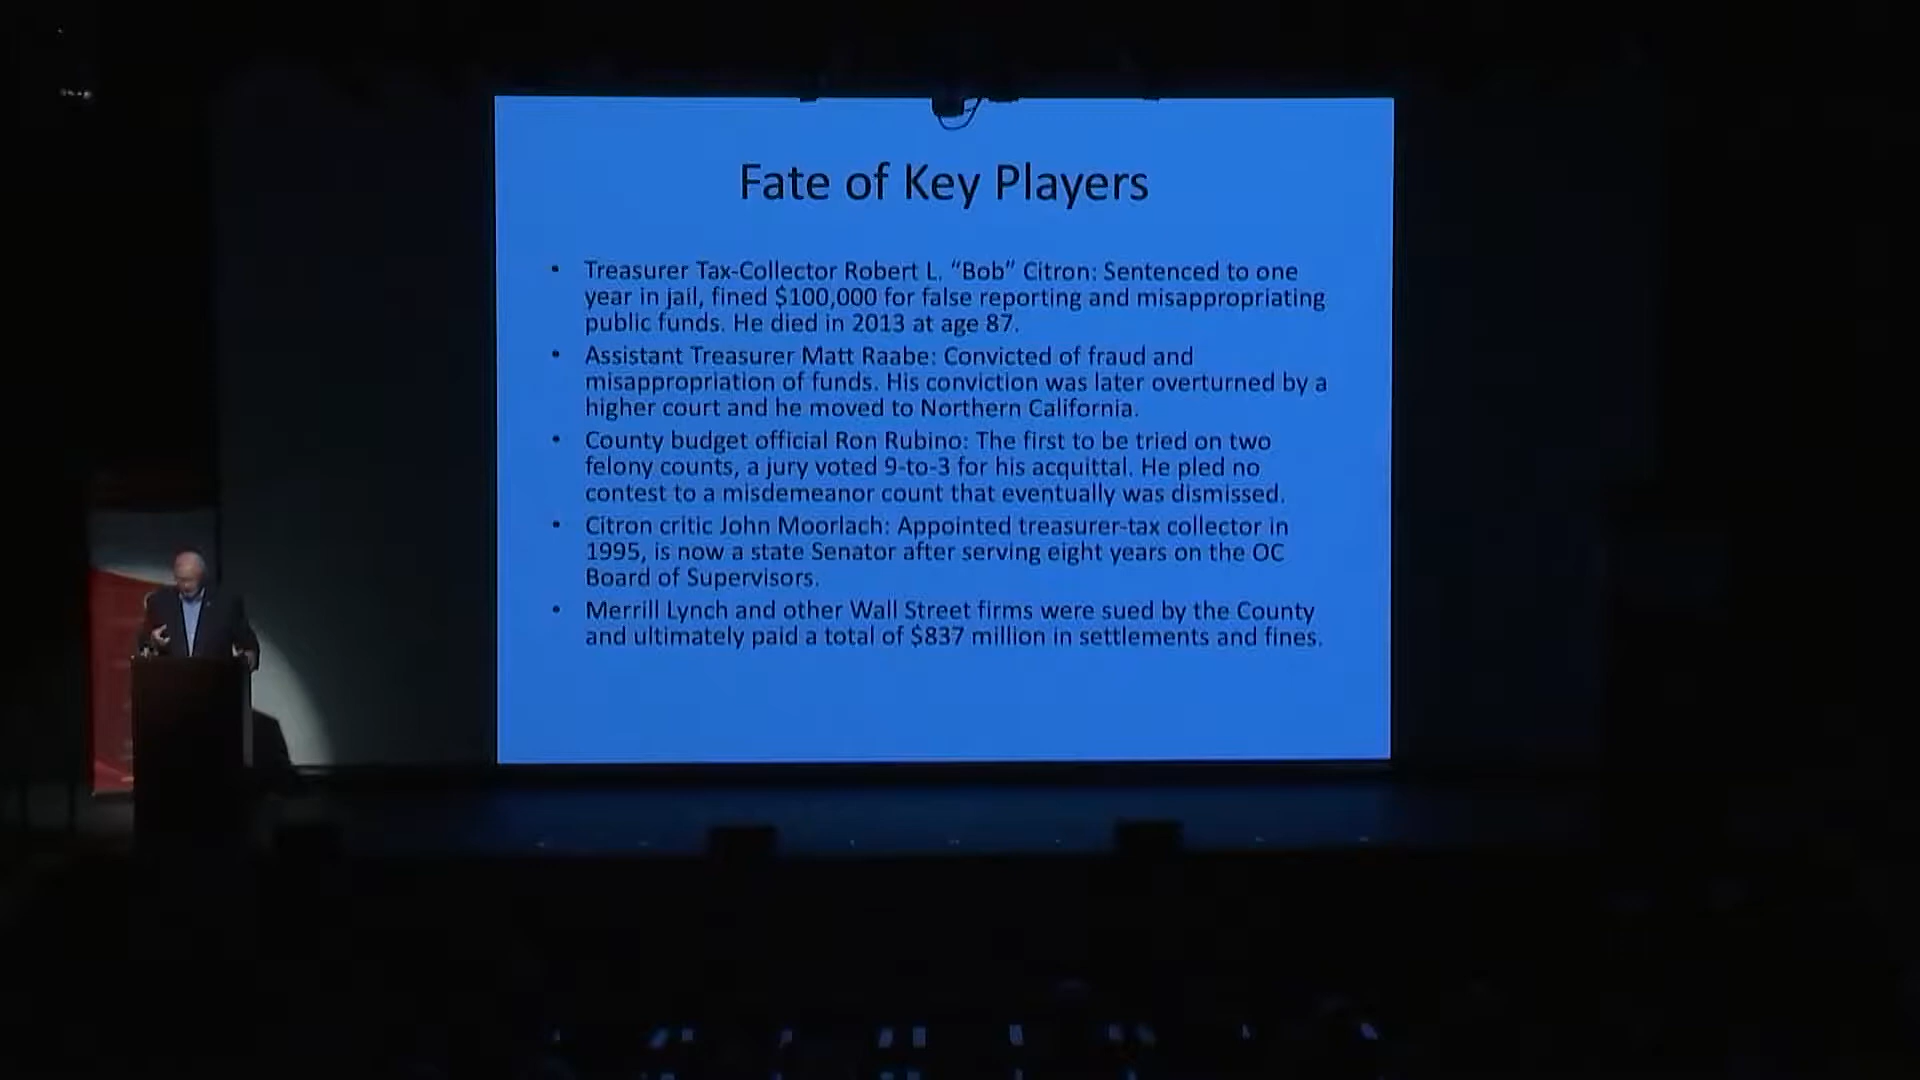 Fate of Key Players
• Treasurer Tax-Collector Robert L. “Bob” Citron: Sentenced to one
year in jail, fined $100,000 for false reporting and misappropriating
public funds. He died in 2013 at age 87.
• Assistant Treasurer Matt Raabe: Convicted of fraud and
misappropriation of funds. His conviction was later overturned by a
higher court and he moved to Northern California.
• County budget official Ron Rubino: The first to be tried on two
felony counts, a jury voted 9-to-3 for his acquittal. He pled no
contest to a misdemeanor count that eventually was dismissed.
• Citron critic John Moorlach: Appointed treasurer-tax collector in
1995, is now a state Senator after serving eight years on the OC
Board of Supervisors.
• Merrill Lynch and other Wall Street firms were sued by the County
and ultimately paid a total of $837 million in settlements and fines.